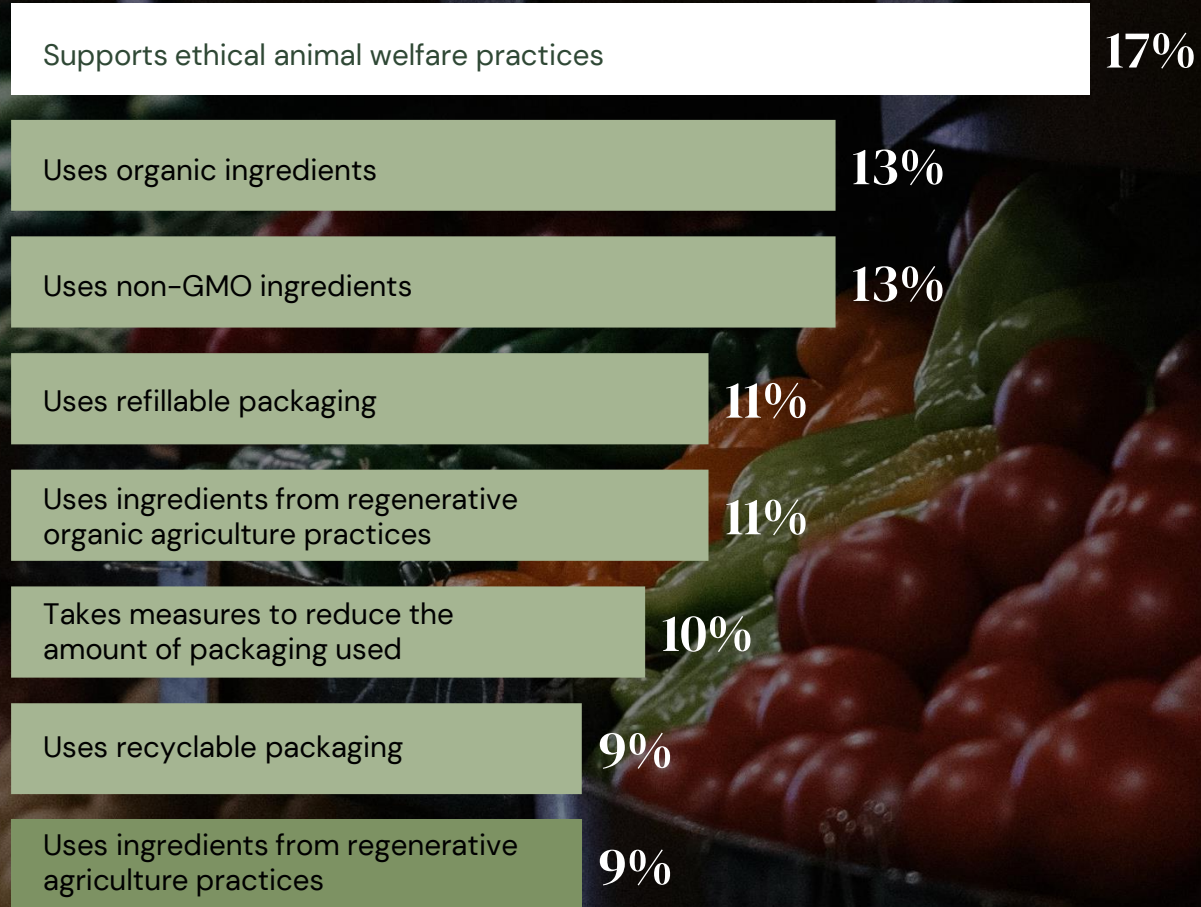 Supports ethical animal welfare practices 17%
Uses organic ingredients 13%
Uses non-GMO ingredients 13%
Uses refillable packaging 11%
Uses ingredients from regenerative
organic agriculture practices 11%
Takes measures to reduce the
amount of packaging used 10%
Uses recyclable packaging 9%
Uses ingredients from regenerative
agriculture practices 9%